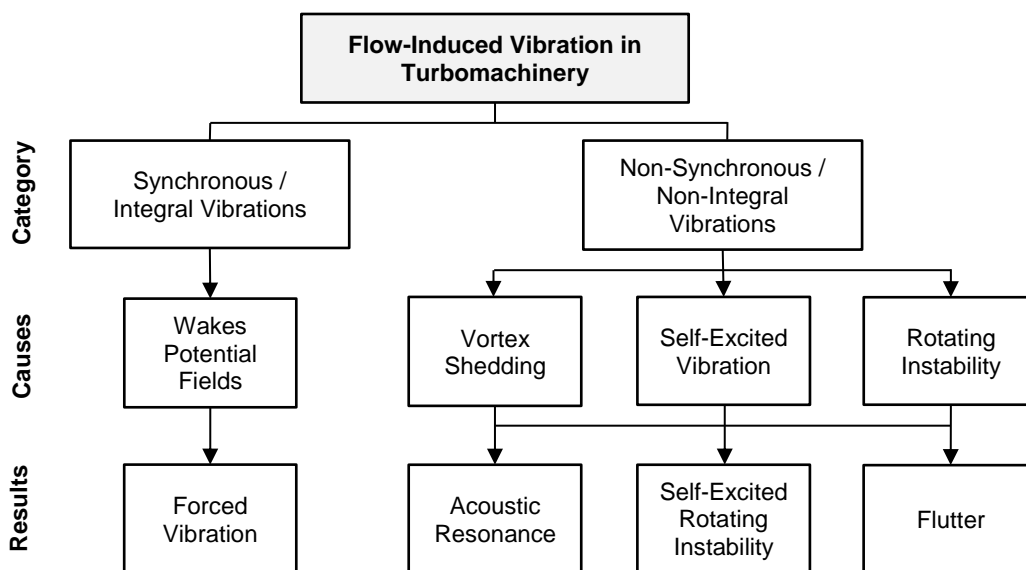 Flow-Induced Vibration in
Turbomachinery
Category
Synchronous /
Integral Vibrations
Non-Synchronous /
Non-Integral
Vibrations
Causes
Wakes
Potential
Fields
Vortex
Shedding
Self-Excited
Vibration
Rotating
Instability
Results
Forced
Vibration
Acoustic
Resonance
Self-Excited
Rotating
Instability
Flutter